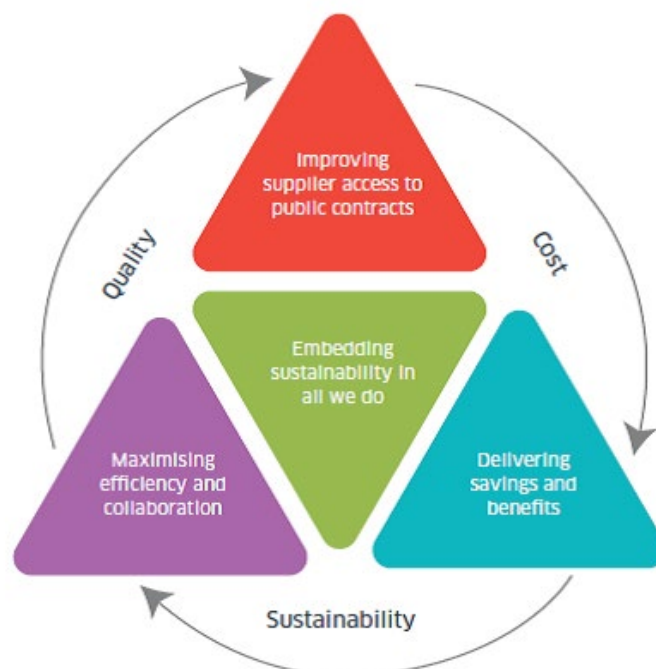 Improving
supplier access to
public contracts
Quality
Cost
Embedding
sustainability in
all we do
Maximising
efficiency and
collaboration
Delivering
savings and
benefits
Sustainability